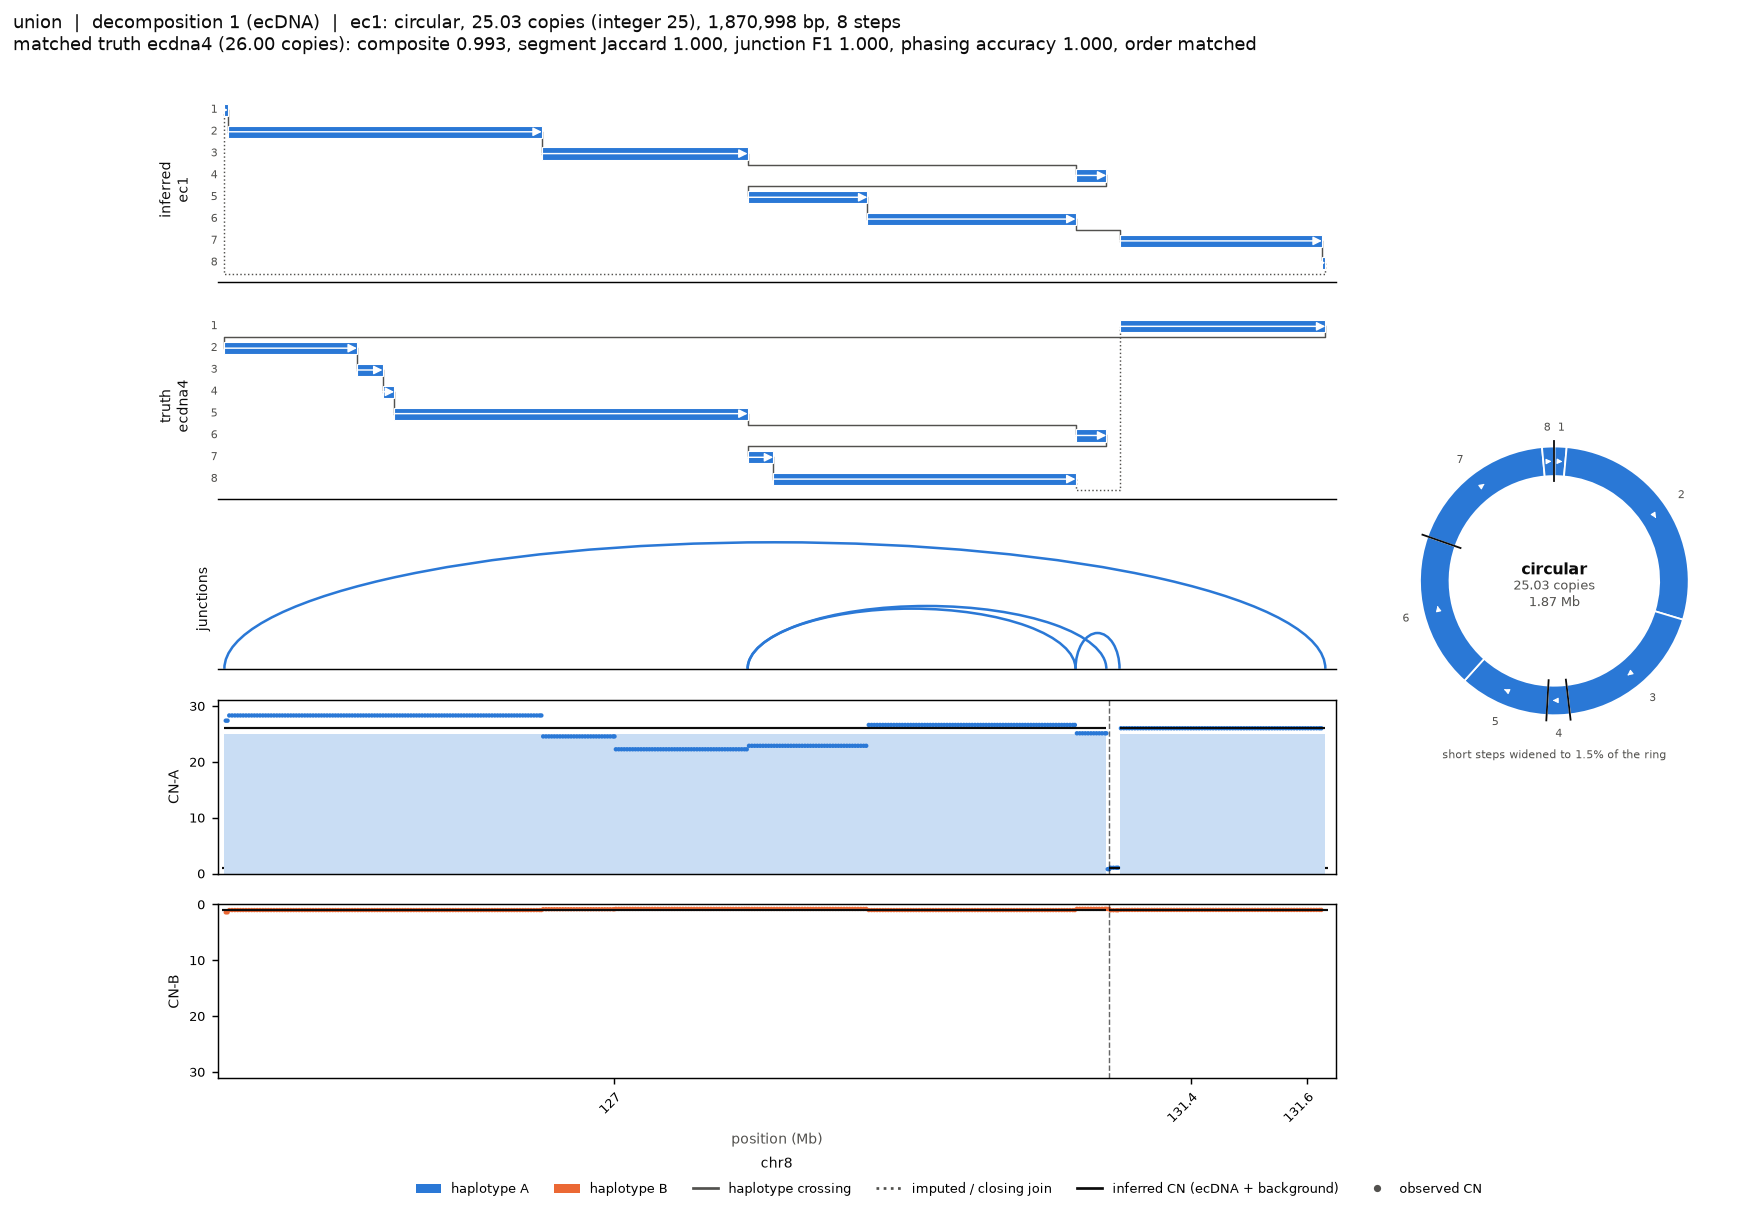 union | decomposition 1 (ecDNA) | ec1: circular, 25.03 copies (integer 25), 1,870,998 bp, 8 steps
matched truth ecdna4 (26.00 copies): composite 0.993, segment Jaccard 1.000, junction F1 1.000, phasing accuracy 1.000, order matched
inferred
ec1
1
2
3
4
5
6
7
8
truth
ecdna4
1
2
3
4
5
6
7
8
junctions
CN-A
30
20
10
0
CN-B
0
10
20
30
127
131.4
131.6
position (Mb)
chr8
8 1
7
2
6
3
5
4
circular
25.03 copies
1.87 Mb
short steps widened to 1.5% of the ring
haplotype A
haplotype B
haplotype crossing
imputed / closing join
inferred CN (ecDNA + background)
observed CN